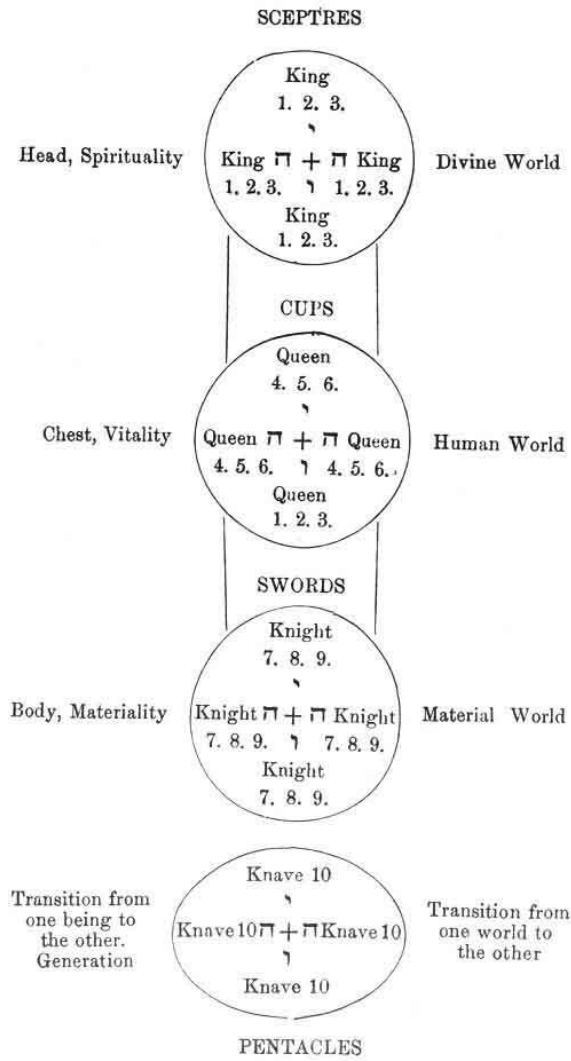 SCEPTRES
King
1. 2. 3.
י
Head, Spirituality
King ה + ה King
Divine World
1. 2. 3. ו 1. 2. 3.
King
1. 2. 3.
CUPS
Queen
4. 5. 6.
י
Chest, Vitality
Queen ה + ה Queen
Human World
4. 5. 6. ו 4. 5. 6.
Queen
1. 2. 3.
SWORDS
Knight
7. 8. 9.
י
Body, Materiality
Knight ה + ה Knight
Material World
7. 8. 9. ו 7. 8. 9.
Knight
7. 8. 9.
Knave 10
י
Transition from
one being to
the other.
Generation
Knave 10 ה + ה Knave 10
Transition from
one world to
the other
ו
Knave 10
PENTACLES